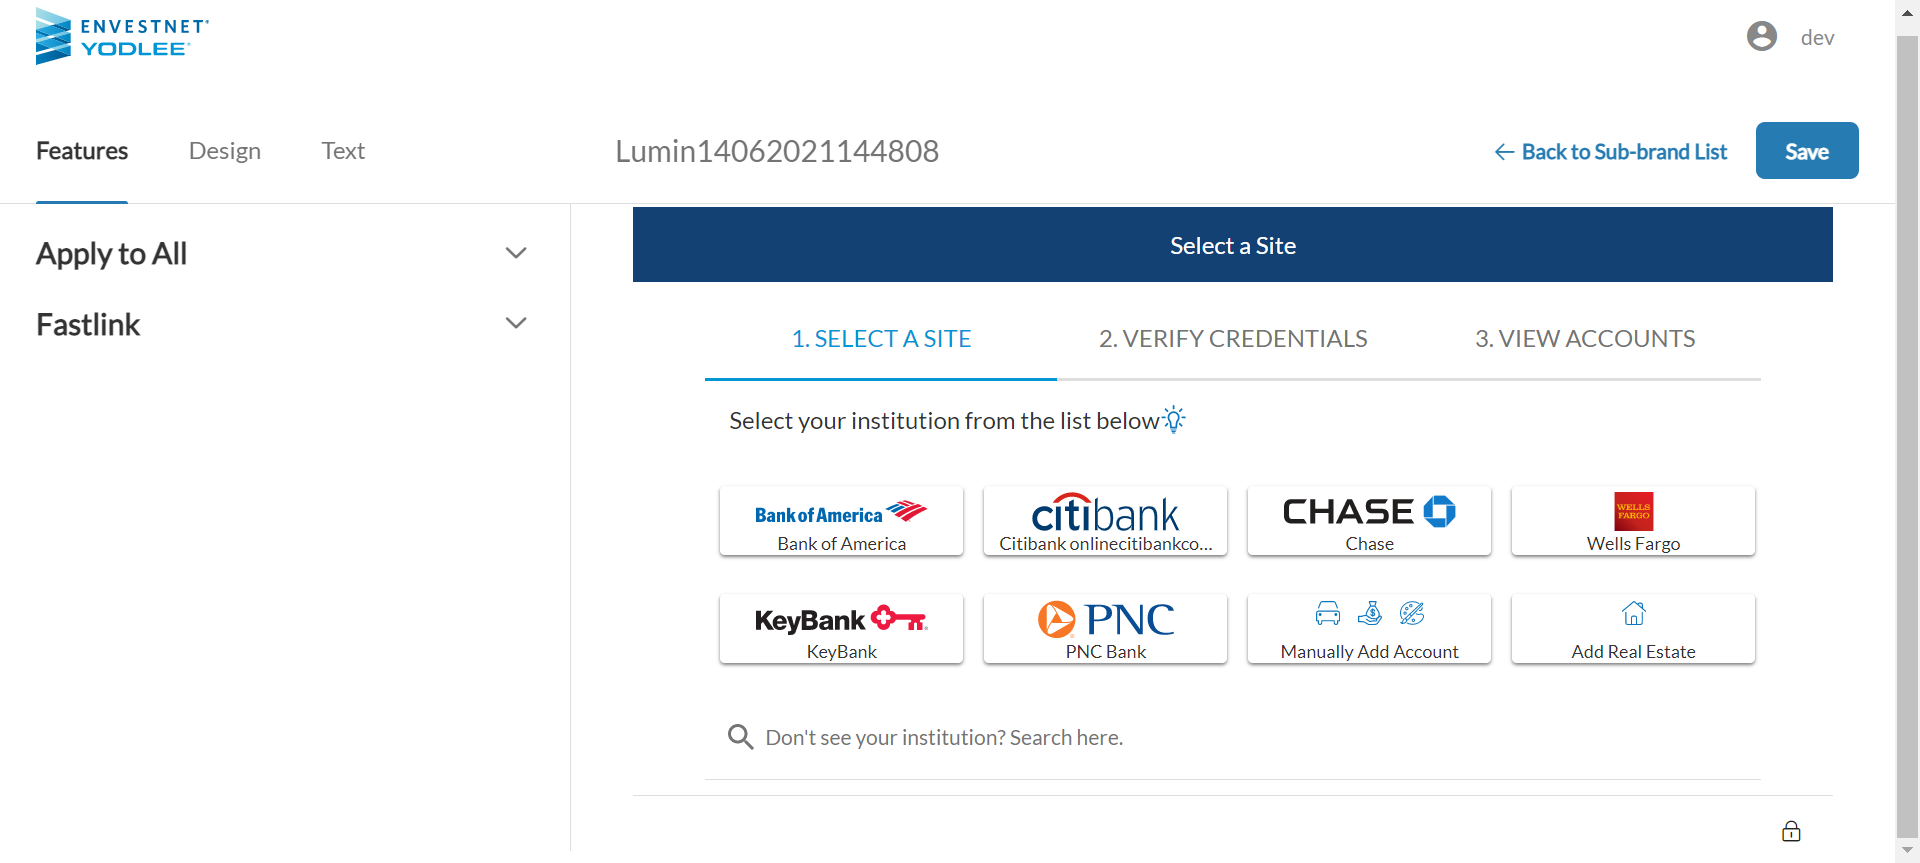 ENVESTNET
YODLEE
dev
Features
Design
Text
Lumin14062021144808
Back to Sub-brand List
Save
Apply to All
Fastlink
Select a Site
1. SELECT A SITE
2. VERIFY CREDENTIALS
3. VIEW ACCOUNTS
Select your institution from the list below
Bank of America
Bank of America
citibank
Citibank onlinecitibankco...
CHASE
Chase
WELLS
FARGO
Wells Fargo
KeyBank
KeyBank
PNC
PNC Bank
Manually Add Account
Add Real Estate
Don't see your institution? Search here.